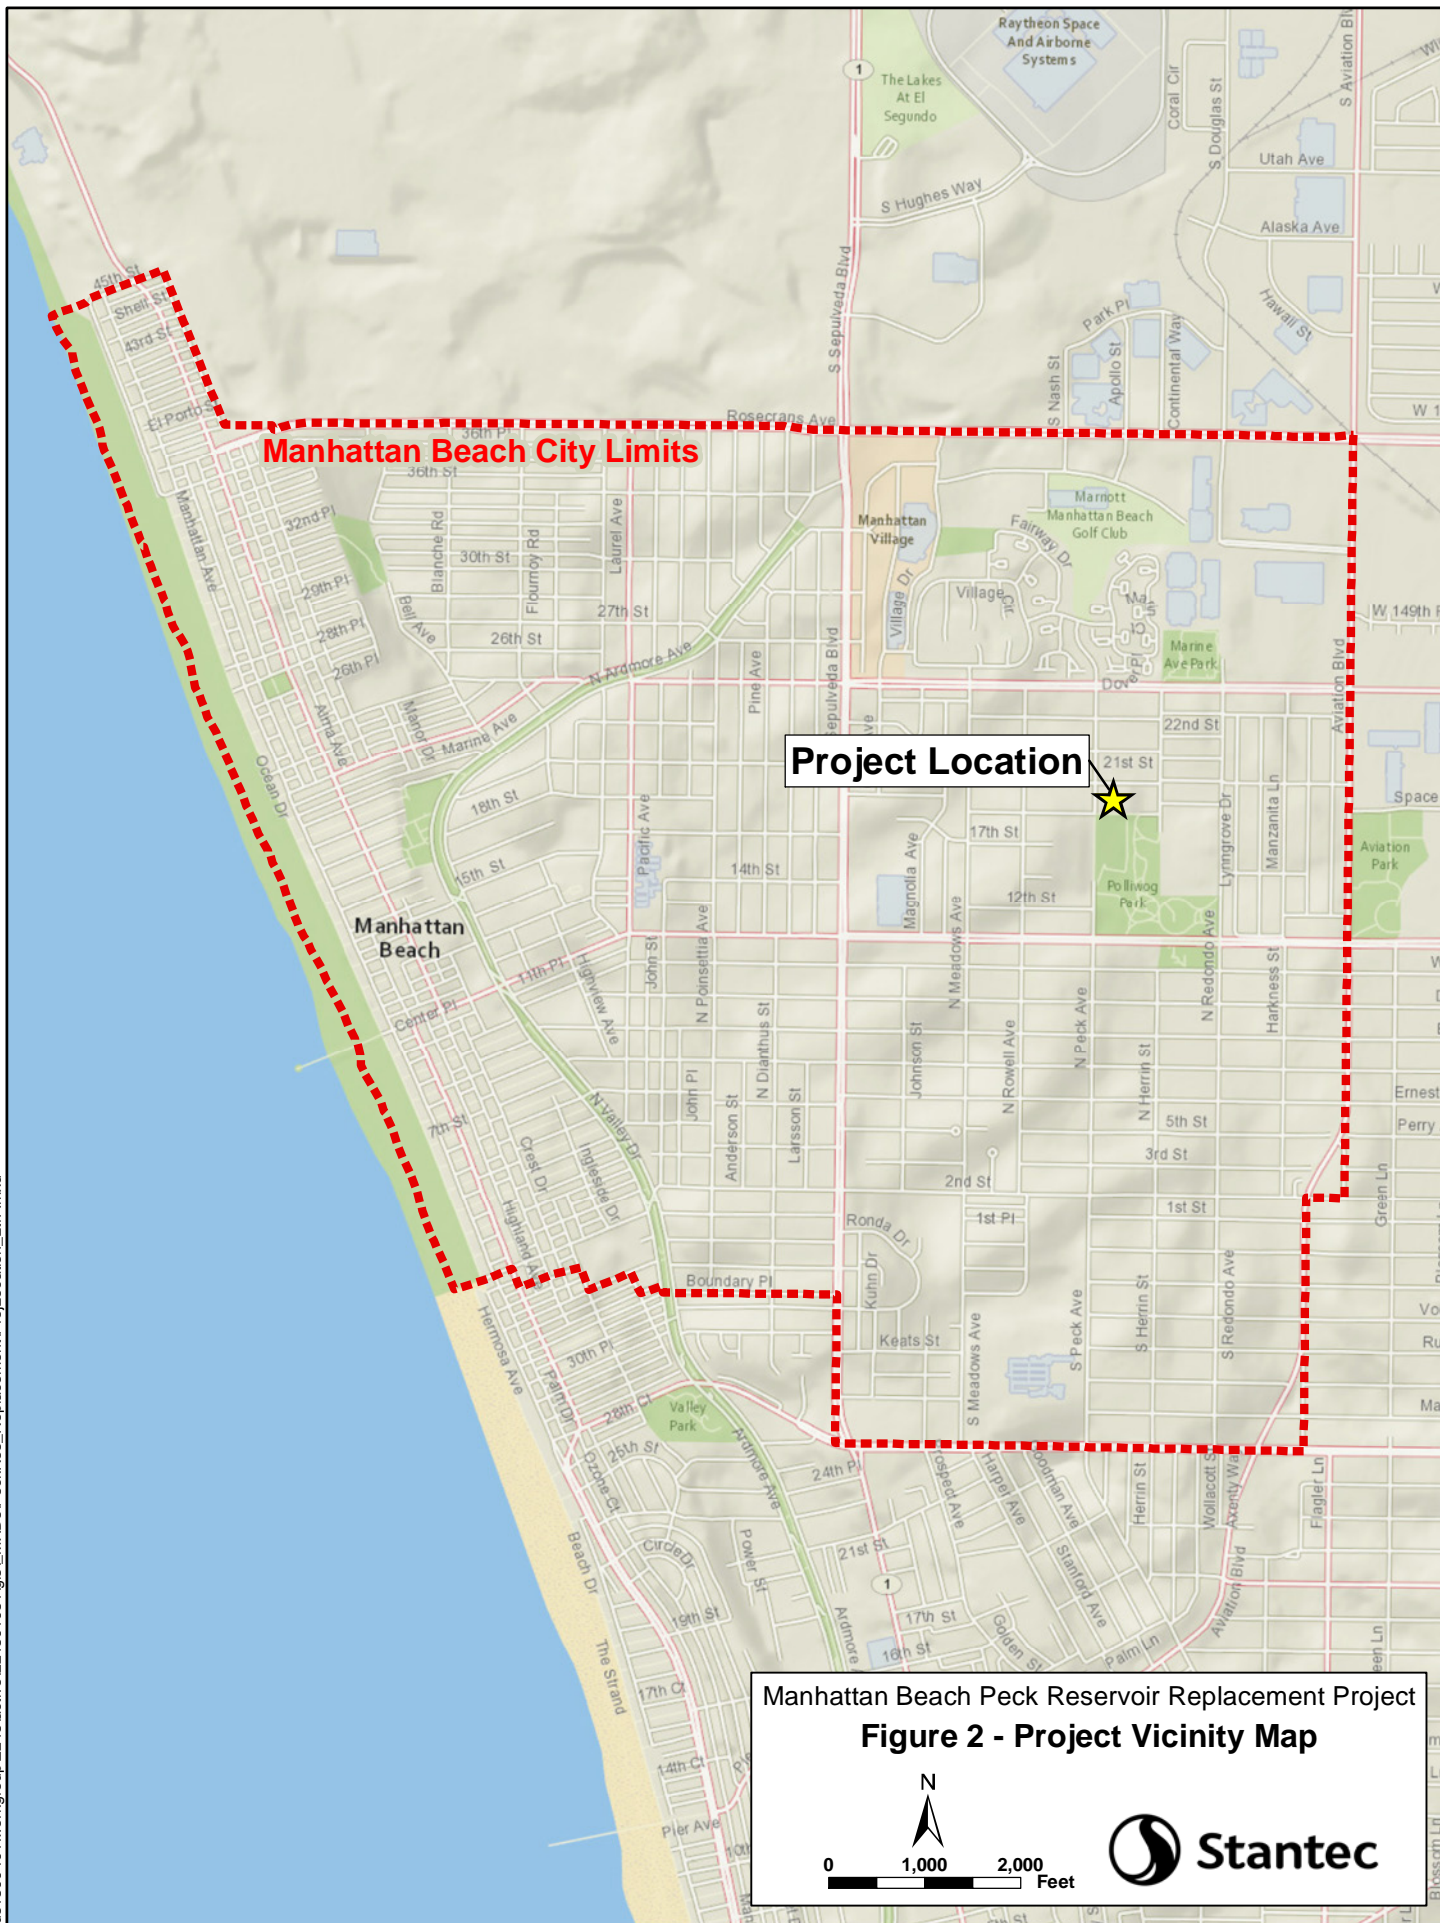 Raytheon Space
And Airborne
Systems
1
The Lakes
At El
Segundo
Coral Cir
S Douglas St
Utah Ave
S Hughes Way
Alaska Ave
S Sepulveda Blvd
Hawaii St
Park Pl
S Nash St
Apollo St
Continental Way
45th St
Shell St
43rd St
El Porto St
Rosecrans Ave
36th Pl
Manhattan Beach City Limits
36th St
Manhattan Ave
32nd Pl
Blanche Rd
30th St
Flournoy Rd
Laurel Ave
Manhattan
Village
Marriott
Manhattan Beach
Golf Club
Fairway Dr
29th Pl
Bell Ave
27th St
28th Pl
26th St
26th Pl
N Ardmore Ave
Village Dr
Village Cir
W 149th
Marine
Ave Park
Dover Pl
Pine Ave
Sepulveda Blvd
Aviation Blvd
Alma Ave
Manor Dr
Marine Ave
22nd St
Project Location
21st St
Ocean Dr
18th St
Pacific Ave
17th St
Lynngrove Dr
Manzanita Ln
Space
Aviation
Park
15th St
14th St
Magnolia Ave
12th St
Polliwog
Park
Manhattan
Beach
N Poinsettia Ave
N Meadows Ave
N Redondo Ave
Harkness St
11th Pl
Highview Ave
John St
Center Pl
N Dianthus St
Johnson St
N Rowell Ave
N Peck Ave
N Herrin St
John Pl
Anderson St
Larsson St
N Valley Dr
Ernest
Perry
7th St
5th St
Crest Dr
Ingleside Dr
3rd St
2nd St
Green Ln
1st Pl
1st St
Highland Ave
Ronda Dr
Boundary Pl
Kuhn Dr
Hermosa Ave
Keats St
S Meadows Ave
S Peck Ave
S Herrin St
S Redondo Ave
30th Pl
Palm Dr
28th Ct
Valley
Park
25th St
Ozone Ct
Ardmore Ave
24th Pl
Harper Ave
Herrin St
Axenty Way
Flagler Ln
Beach Dr
Circle Dr
Power St
21st St
Stanford Ave
Aviation Blvd
1
19th St
17th St
Golden St
Palm Ln
The Strand
16th St
17th Ct
14th Ct
Pier Ave
Blossom Ln
Manhattan Beach Peck Reservoir Replacement Project
Figure 2 - Project Vicinity Map
N
0 1,000 2,000
Feet
Stantec